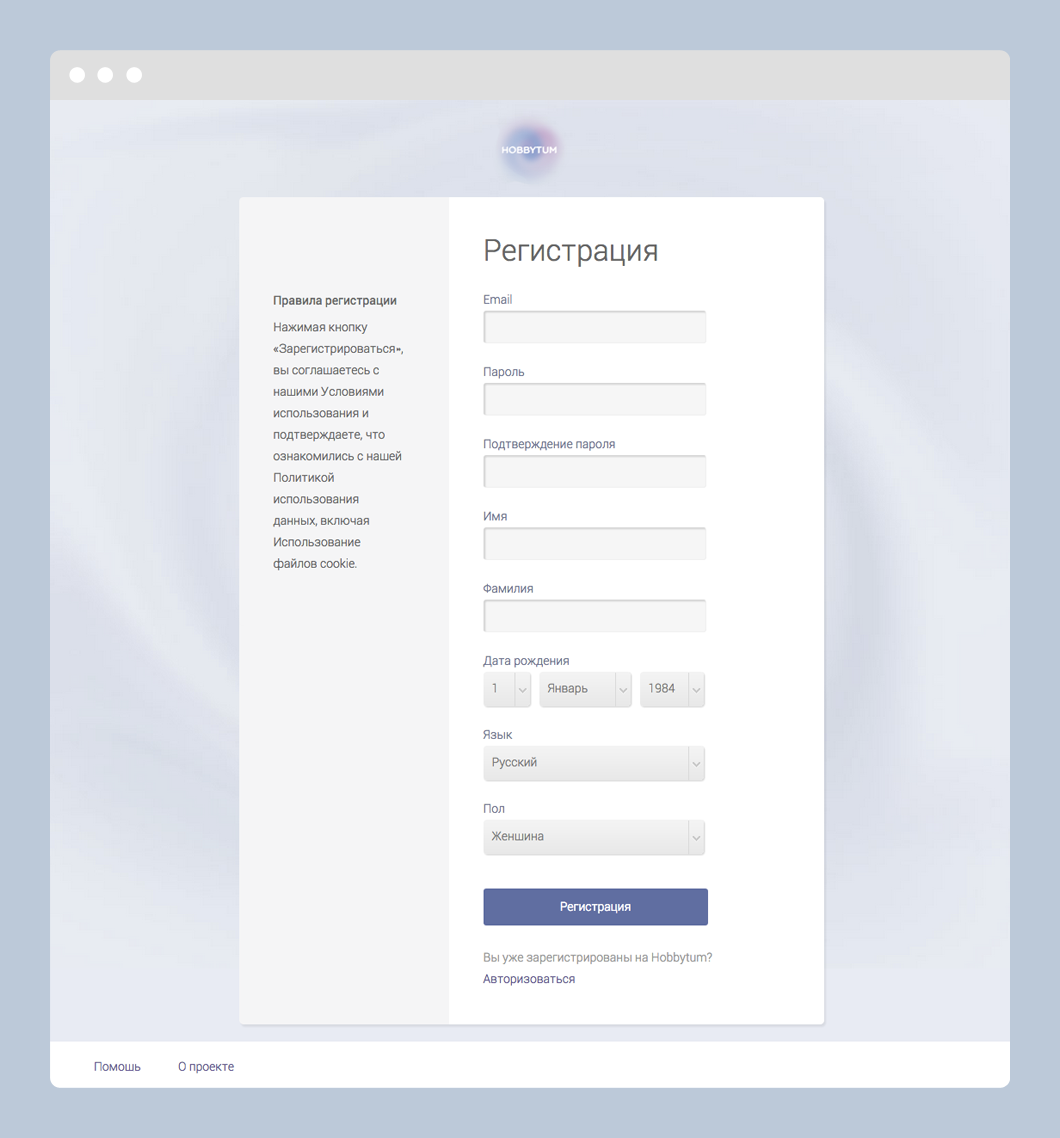 HOBBYTUM
Регистрация
Правила регистрации
Нажимая кнопку
«Зарегистрироваться»,
вы соглашаетесь с
нашими Условиями
использования и
подтверждаете, что
ознакомились с нашей
Политикой
использования
данных, включая
Использование
файлов cookie.
Email
Пароль
Подтверждение пароля
Имя
Фамилия
Дата рождения
1 Январь 1984
Язык
Русский
Пол
Женшина
Регистрация
Вы уже зарегистрированы на Hobbytum?
Авторизоваться
Помошь О проекте